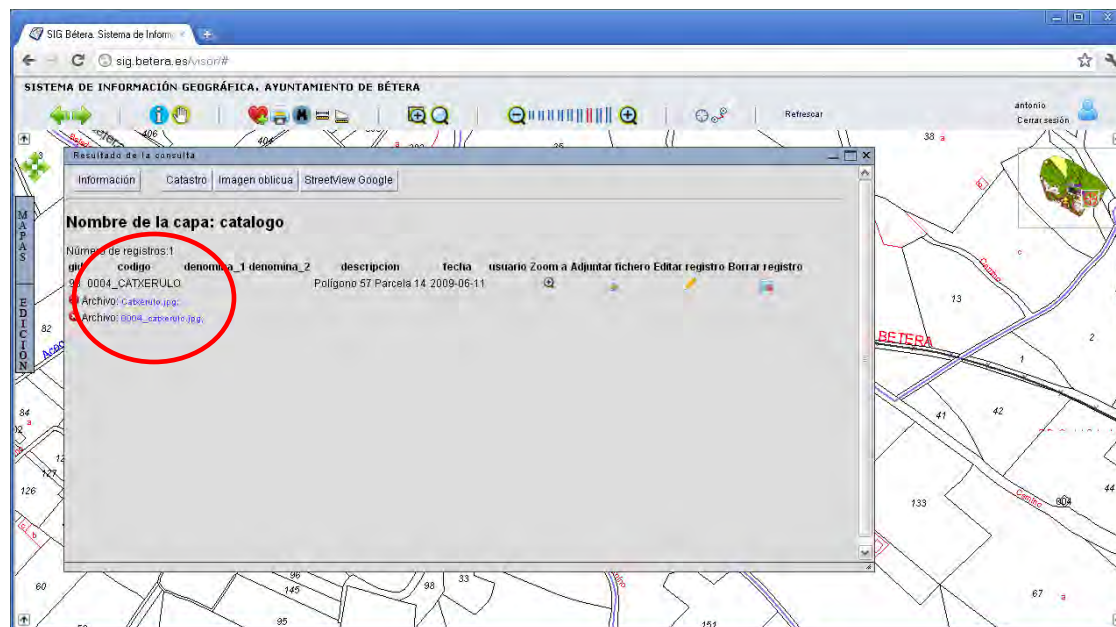 SIG Bétera. Sistema de Inform
sig.betera.es/visor/#
SISTEMA DE INFORMACIÓN GEOGRÁFICA. AYUNTAMIENTO DE BÉTERA
Refrescar
antonio
Cerrar sesión
406
38 a
Resultado de la consulta
Información Catastro Imagen oblicua StreetView Google
MAPAS
Nombre de la capa: catalogo
Número de registros:1
codigo denomina_1 denomina_2 descripcion fecha usuario Zoom a Adjuntar fichero Editar registro Borrar registro
0004_CATXERULO Polígono 57 Parcela 14 2009-06-11
Archivo: Catxerulo.jpg;
Archivo: 0004_catxerulo.jpg;
EDICIÓN
Camino
c
13
82
2
BETERA
1
84
a
41
42
127
126
44
Camino
804
133
b
60
96
145
98
33
67 a
95
151